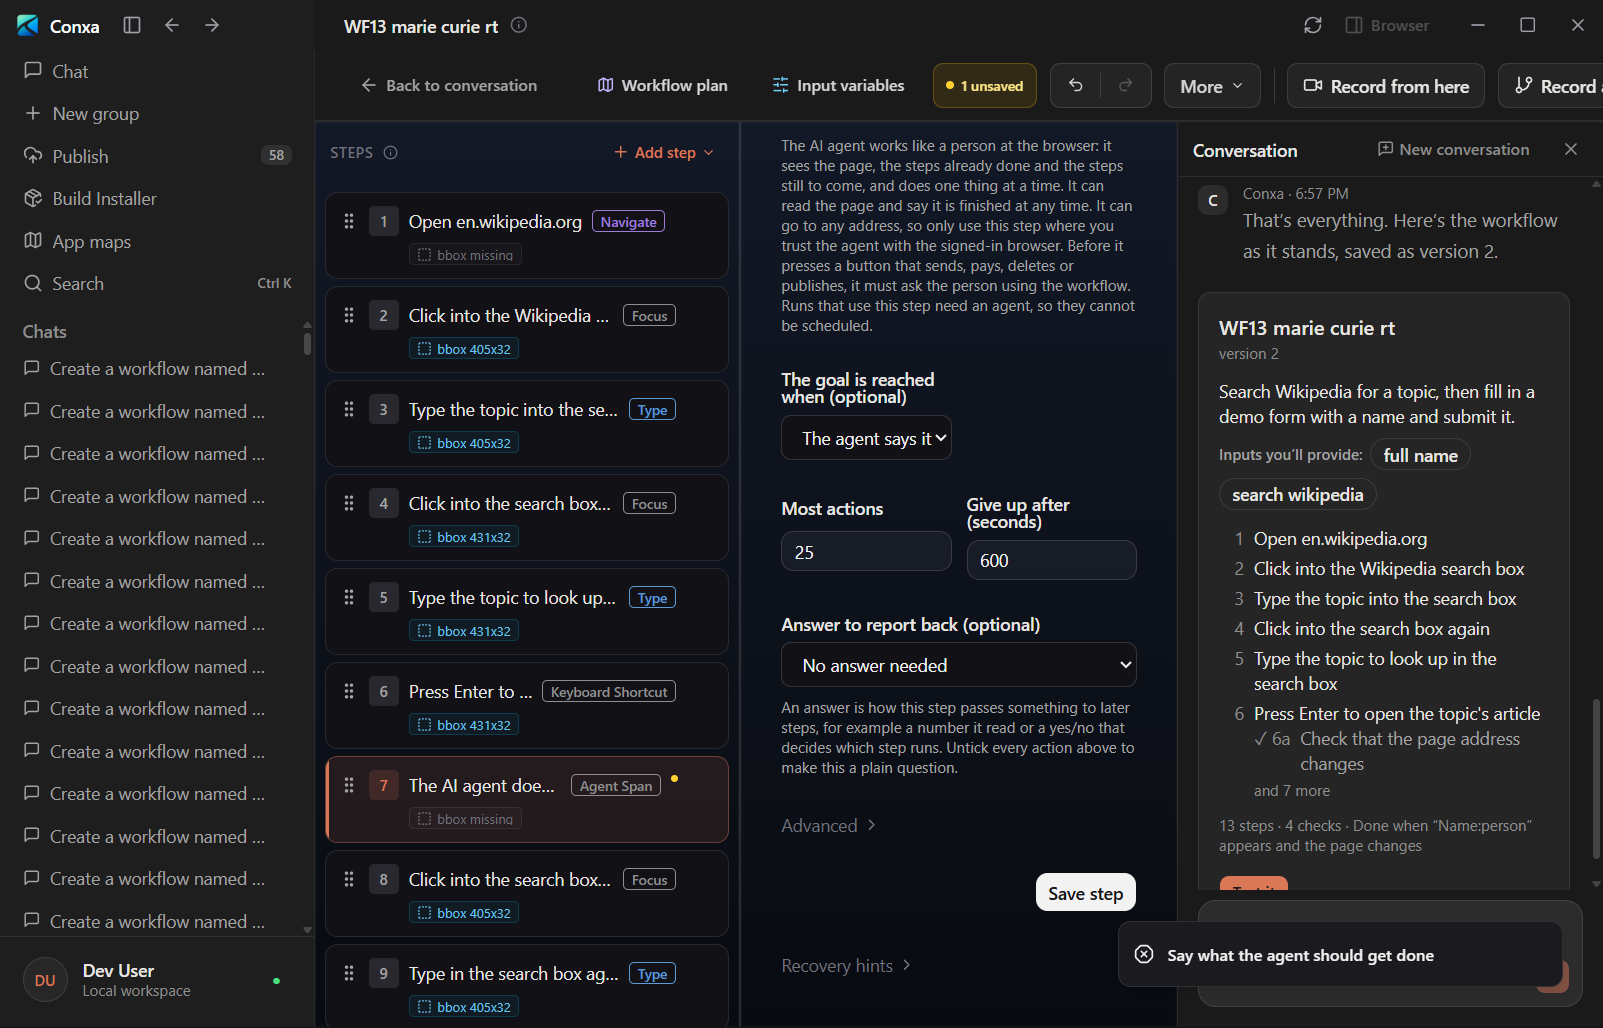 Conxa
WF13 marie curie rt
Browser
Chat
New group
Publish
58
Build Installer
App maps
Search
Ctrl K
Chats
Create a workflow named ...
Create a workflow named ...
Create a workflow named ...
Create a workflow named ...
Create a workflow named ...
Create a workflow named ...
Create a workflow named ...
Create a workflow named ...
Create a workflow named ...
Create a workflow named ...
Create a workflow named ...
Create a workflow named ...
Create a workflow named ...
Create a workflow named ...
DU
Dev User
Local workspace
Back to conversation
Workflow plan
Input variables
1 unsaved
More
Record from here
Record
STEPS
Add step
1
Open en.wikipedia.org
Navigate
bbox missing
2
Click into the Wikipedia ...
Focus
bbox 405x32
3
Type the topic into the se...
Type
bbox 405x32
4
Click into the search box...
Focus
bbox 431x32
5
Type the topic to look up...
Type
bbox 431x32
6
Press Enter to ...
Keyboard Shortcut
bbox 431x32
7
The AI agent doe...
Agent Span
bbox missing
8
Click into the search box...
Focus
bbox 405x32
9
Type in the search box ag...
Type
bbox 405x32
The AI agent works like a person at the browser: it
sees the page, the steps already done and the steps
still to come, and does one thing at a time. It can
read the page and say it is finished at any time. It can
go to any address, so only use this step where you
trust the agent with the signed-in browser. Before it
presses a button that sends, pays, deletes or
publishes, it must ask the person using the workflow.
Runs that use this step need an agent, so they cannot
be scheduled.
The goal is reached
when (optional)
The agent says it
Most actions
25
Give up after
(seconds)
600
Answer to report back (optional)
No answer needed
An answer is how this step passes something to later
steps, for example a number it read or a yes/no that
decides which step runs. Untick every action above to
make this a plain question.
Advanced
Save step
Recovery hints
Conversation
New conversation
C
Conxa · 6:57 PM
That's everything. Here's the workflow
as it stands, saved as version 2.
WF13 marie curie rt
version 2
Search Wikipedia for a topic, then fill in a
demo form with a name and submit it.
Inputs you'll provide:
full name
search wikipedia
1 Open en.wikipedia.org
2 Click into the Wikipedia search box
3 Type the topic into the search box
4 Click into the search box again
5 Type the topic to look up in the
search box
6 Press Enter to open the topic's article
✓ 6a Check that the page address
changes
and 7 more
13 steps · 4 checks · Done when “Name:person”
appears and the page changes
Say what the agent should get done